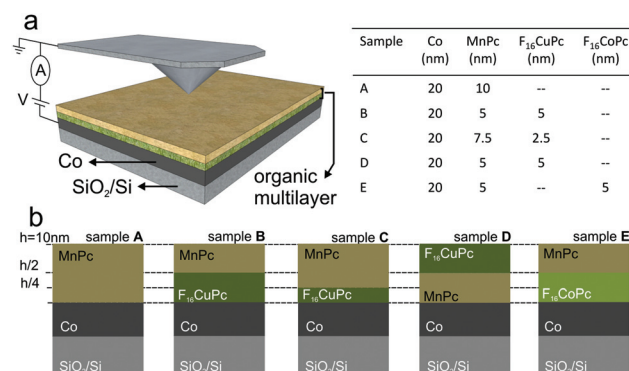 a
A
V
Co
SiO₂/Si
organic
multilayer
Sample Co (nm) MnPc (nm) F₁₆CuPc (nm) F₁₆CoPc (nm)
A 20 10 -- --
B 20 5 5 --
C 20 7.5 2.5 --
D 20 5 5 --
E 20 5 -- 5
b
h=10nm sample A sample B sample C sample D sample E
MnPc MnPc MnPc F₁₆CuPc MnPc
h/2
h/4
F₁₆CuPc F₁₆CuPc MnPc F₁₆CoPc
Co Co Co Co Co
SiO₂/Si SiO₂/Si SiO₂/Si SiO₂/Si SiO₂/Si